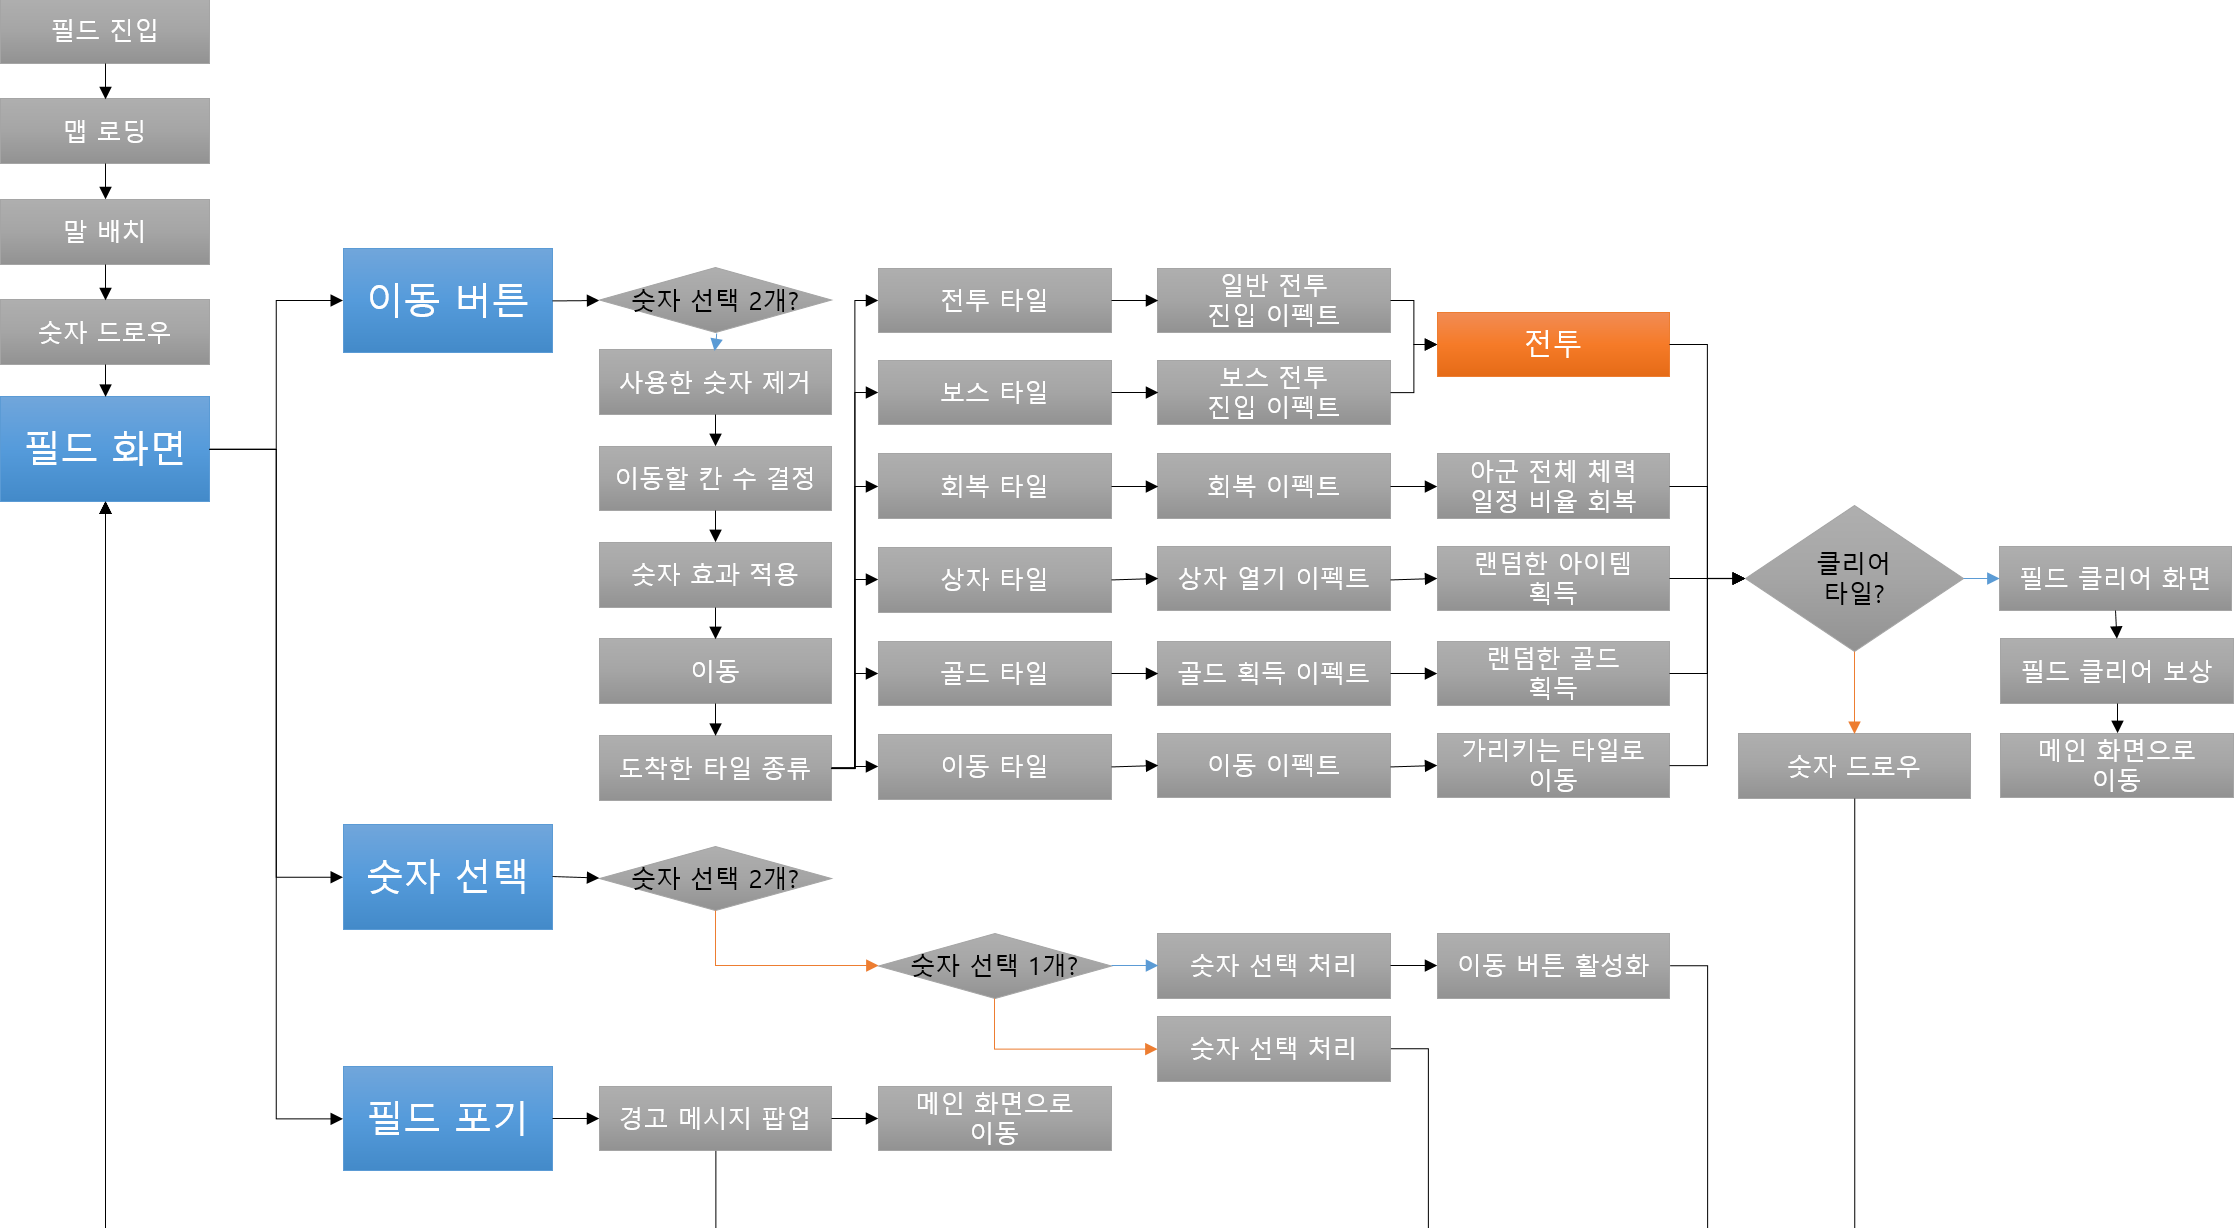 필드 진입
맵 로딩
말 배치
숫자 드로우
필드 화면
이동 버튼
숫자 선택 2개?
사용한 숫자 제거
이동할 칸 수 결정
숫자 효과 적용
이동
도착한 타일 종류
전투 타일
일반 전투
진입 이펙트
보스 타일
보스 전투
진입 이펙트
전투
회복 타일
회복 이펙트
아군 전체 체력
일정 비율 회복
상자 타일
상자 열기 이펙트
랜덤한 아이템
획득
골드 타일
골드 획득 이펙트
랜덤한 골드
획득
이동 타일
이동 이펙트
가리키는 타일로
이동
클리어
타일?
필드 클리어 화면
필드 클리어 보상
메인 화면으로
이동
숫자 드로우
숫자 선택
숫자 선택 2개?
숫자 선택 1개?
숫자 선택 처리
이동 버튼 활성화
숫자 선택 처리
필드 포기
경고 메시지 팝업
메인 화면으로
이동